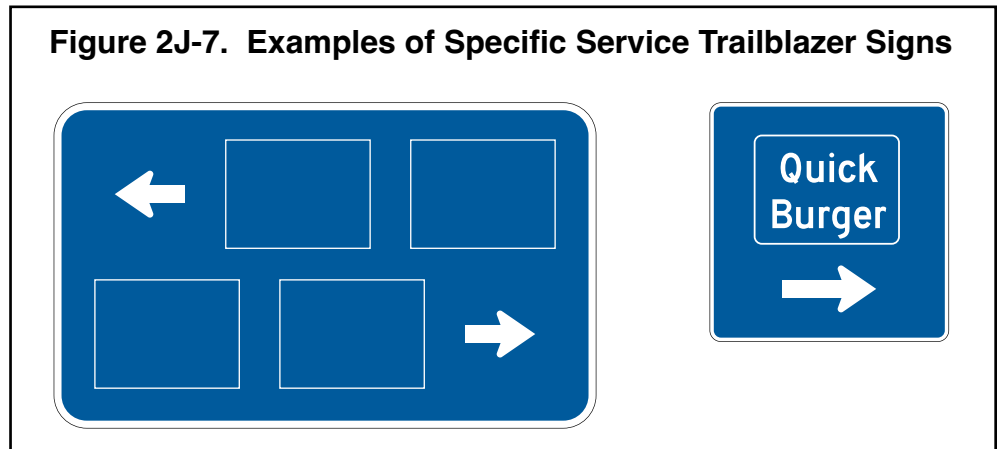 Figure 2J-7.  Examples of Specific Service Trailblazer Signs
Quick
Burger